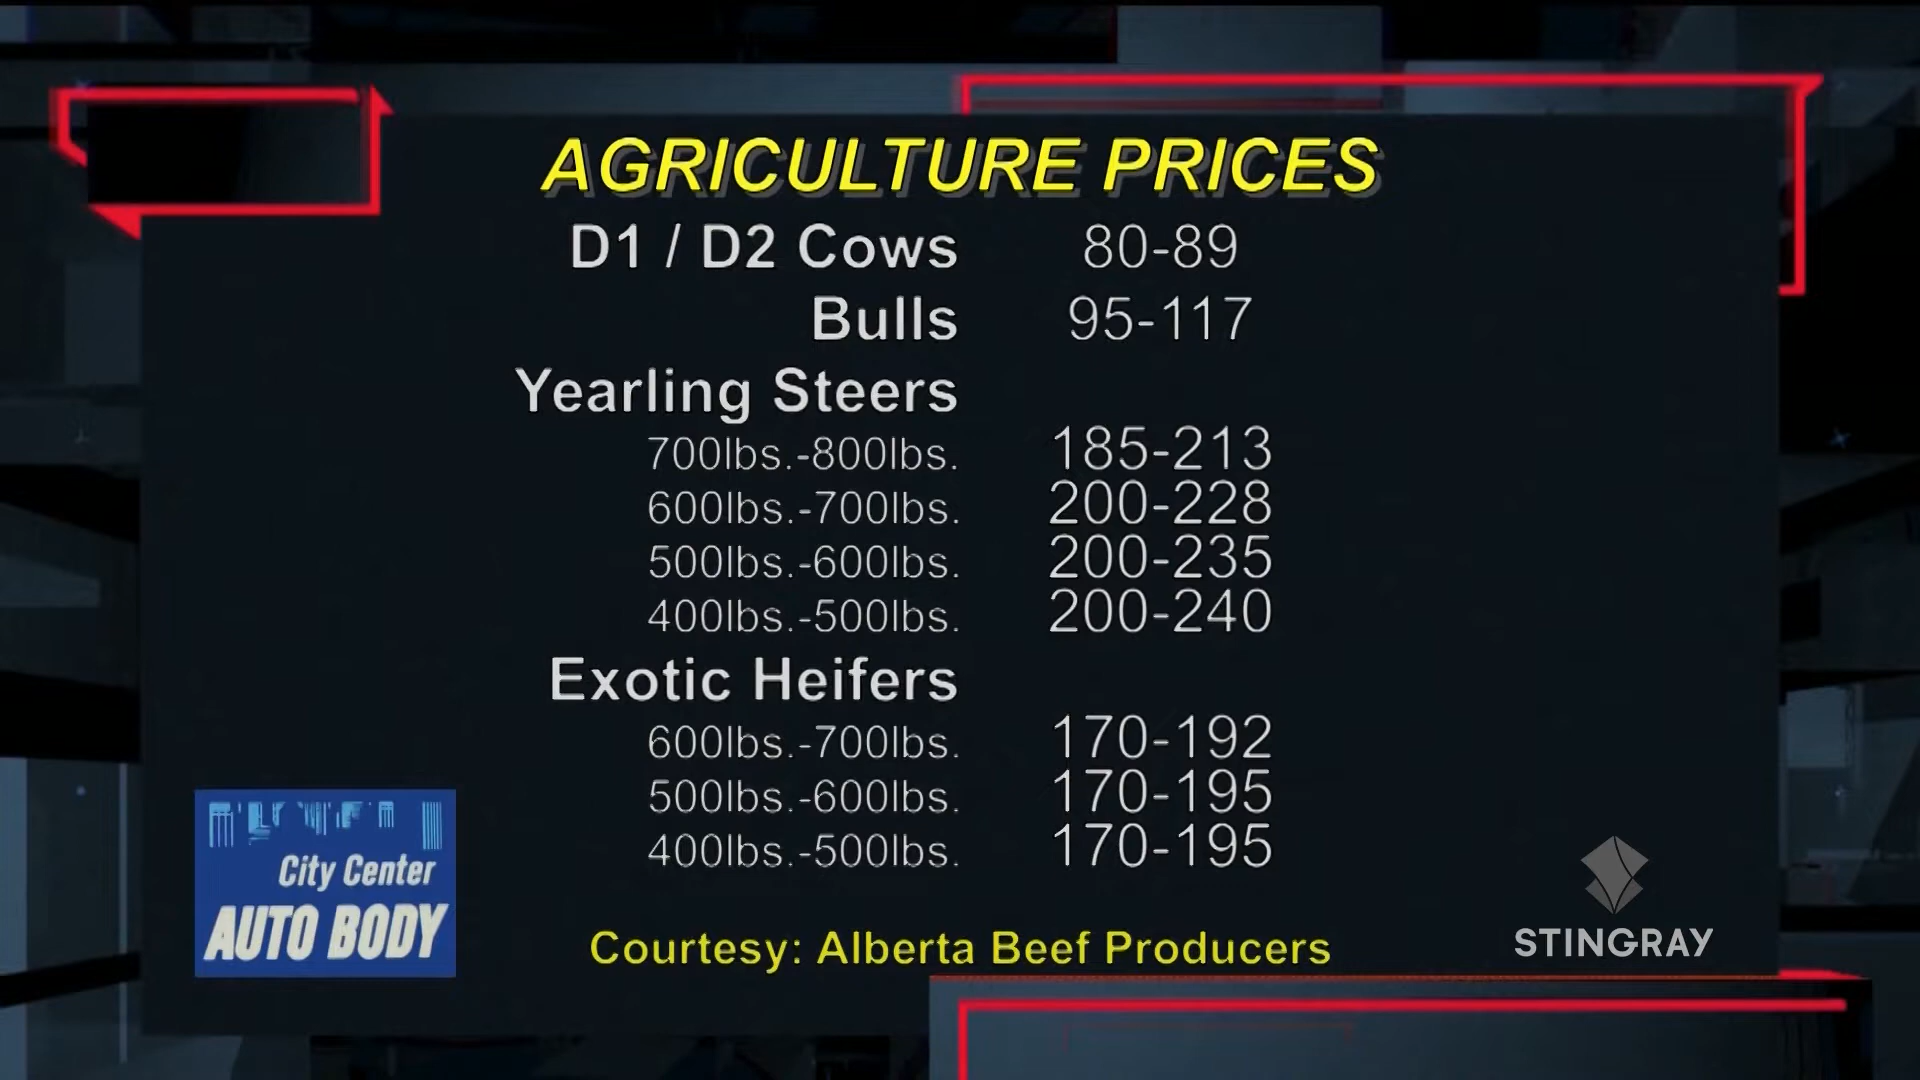 AGRICULTURE PRICES
D1 / D2 Cows 80-89
Bulls 95-117
Yearling Steers
700lbs.-800lbs. 185-213
600lbs.-700lbs. 200-228
500lbs.-600lbs. 200-235
400lbs.-500lbs. 200-240
Exotic Heifers
600lbs.-700lbs. 170-192
500lbs.-600lbs. 170-195
400lbs.-500lbs. 170-195
City Center
AUTO BODY
Courtesy: Alberta Beef Producers
STINGRAY